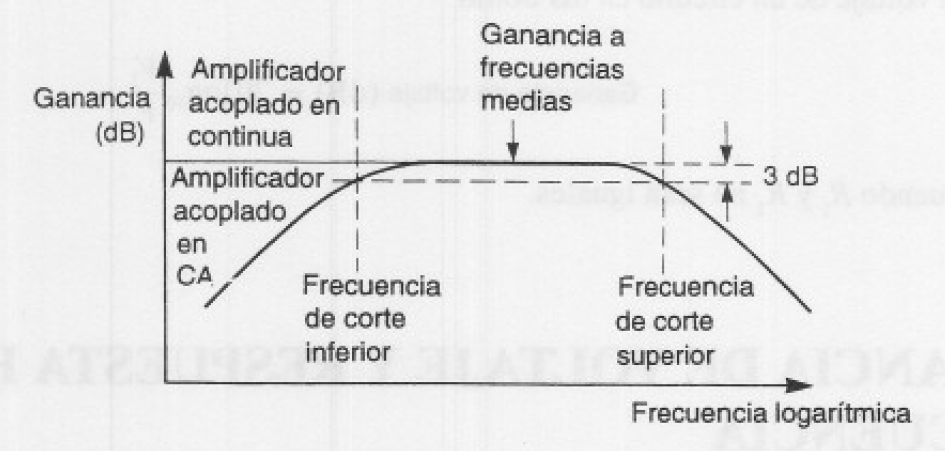 Ganancia a
frecuencias
medias
Amplificador
acoplado en
continua
Ganancia
(dB)
Amplificador
acoplado
en
CA
3 dB
Frecuencia
de corte
inferior
Frecuencia
de corte
superior
Frecuencia logarítmica